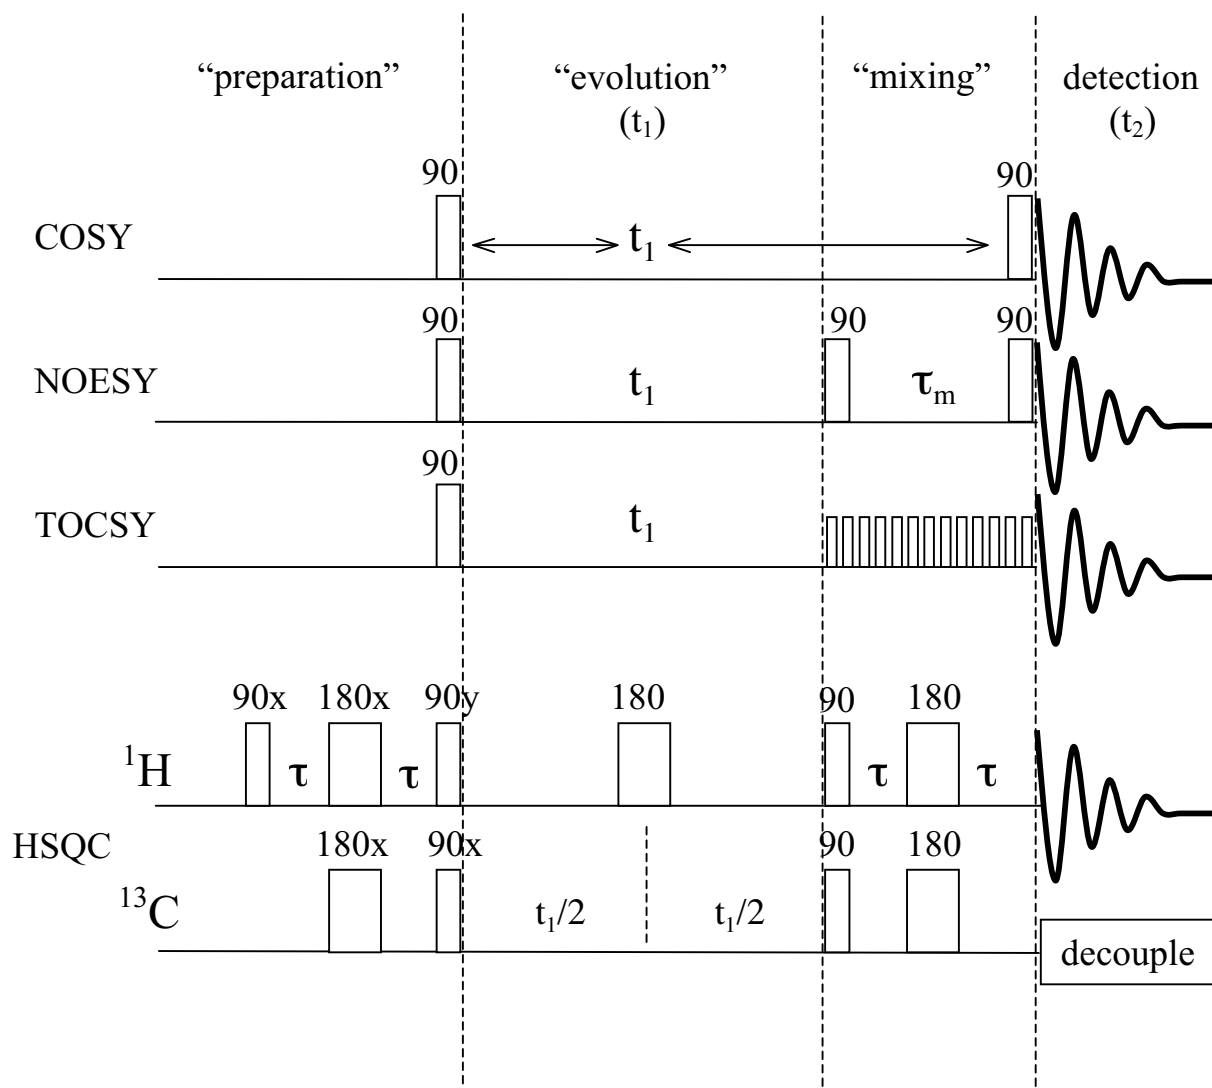 “preparation” “evolution” “mixing” detection
(t₁) (t₂)
90 90
COSY t₁
90 90 90
NOESY t₁ τₘ
90
TOCSY t₁
90x 180x 90y 180 90 180
¹H τ τ τ τ
HSQC 180x 90x 90 180
¹³C t₁/2 t₁/2
decouple